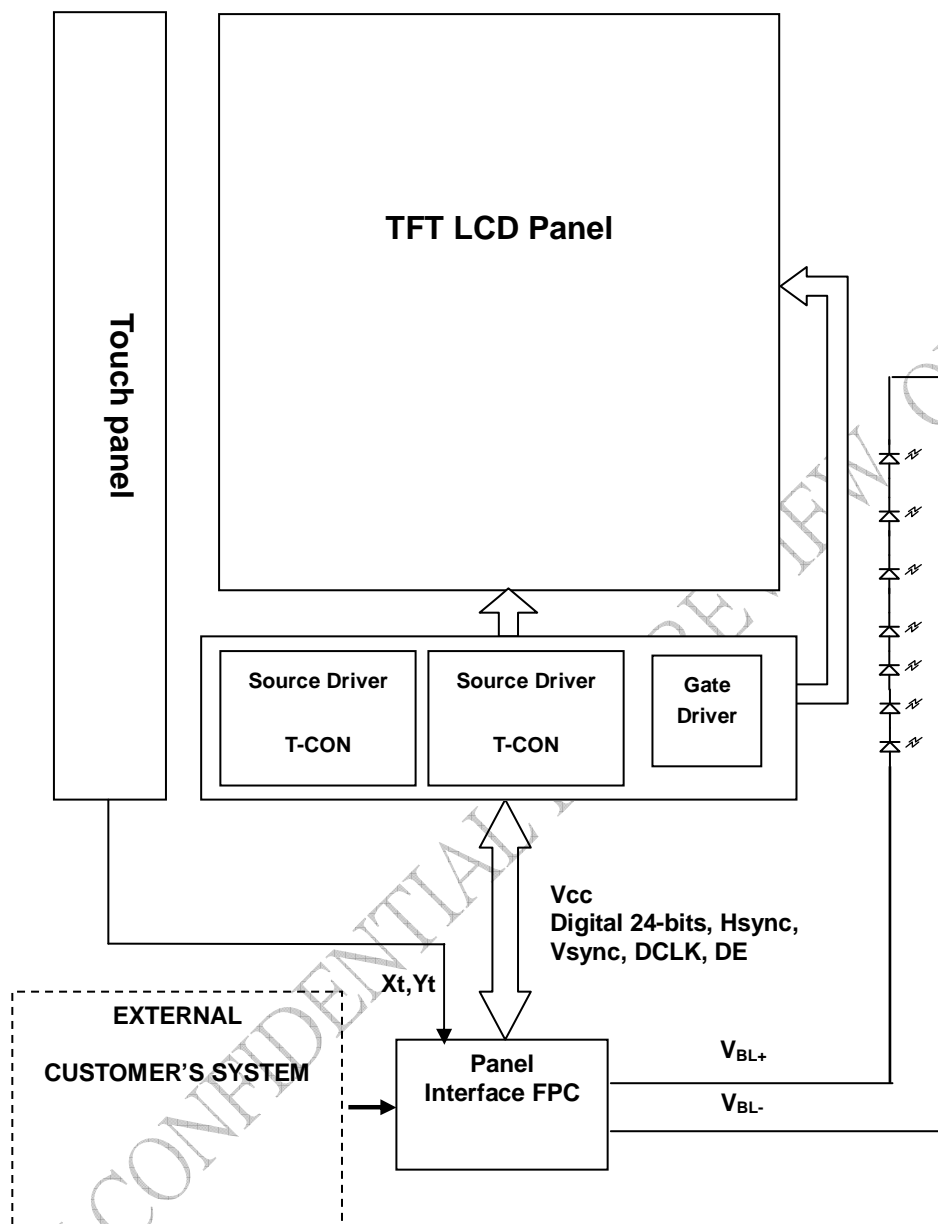 TFT LCD Panel
Touch panel
Source Driver
T-CON
Source Driver
T-CON
Gate
Driver
Vcc
Digital 24-bits, Hsync,
Vsync, DCLK, DE
Xt,Yt
EXTERNAL
CUSTOMER'S SYSTEM
Panel
Interface FPC
VBL+
VBL-
CONFIDENTIAL